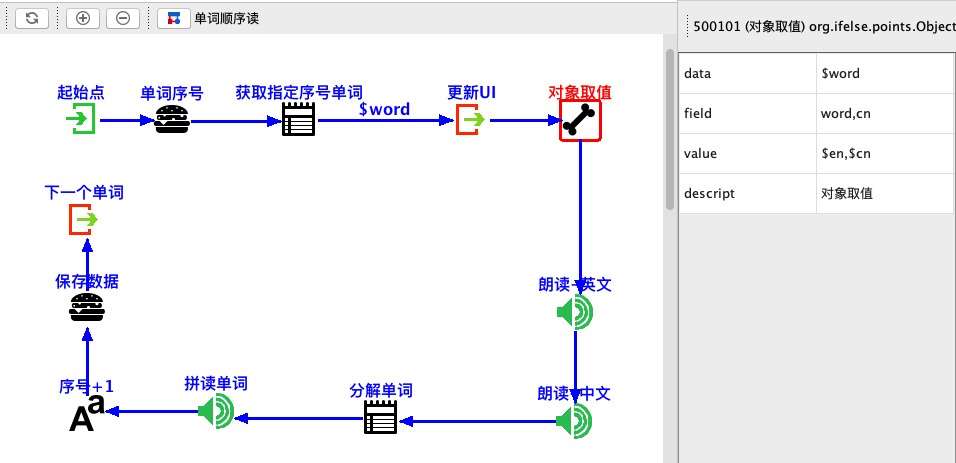 单词顺序读
500101 (对象取值) org.ifelse.points.Object
data $word
field word,cn
value $en,$cn
descript 对象取值
起始点
单词序号
获取指定序号单词
$word
更新UI
对象取值
朗读-英文
朗读-中文
分解单词
拼读单词
序号+1
保存数据
下一个单词